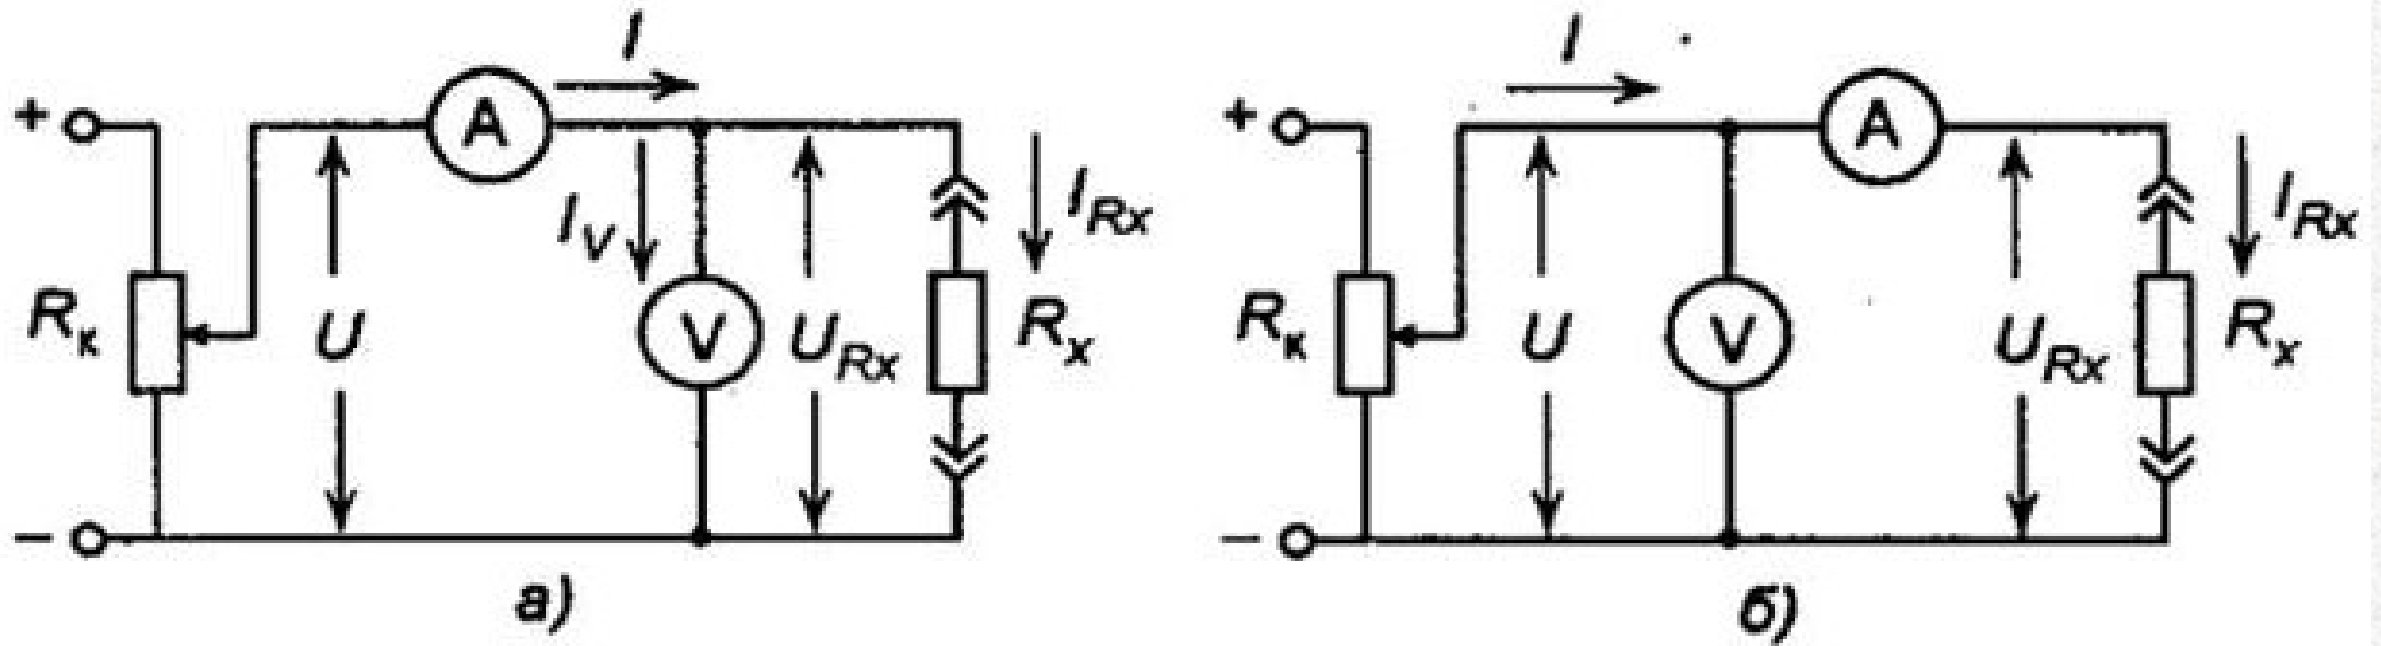 I
+
A
I_V
I_Rx
R_к
U
V
U_Rx
R_x
−
а)
I
+
A
I_Rx
R_к
U
V
U_Rx
R_x
−
б)